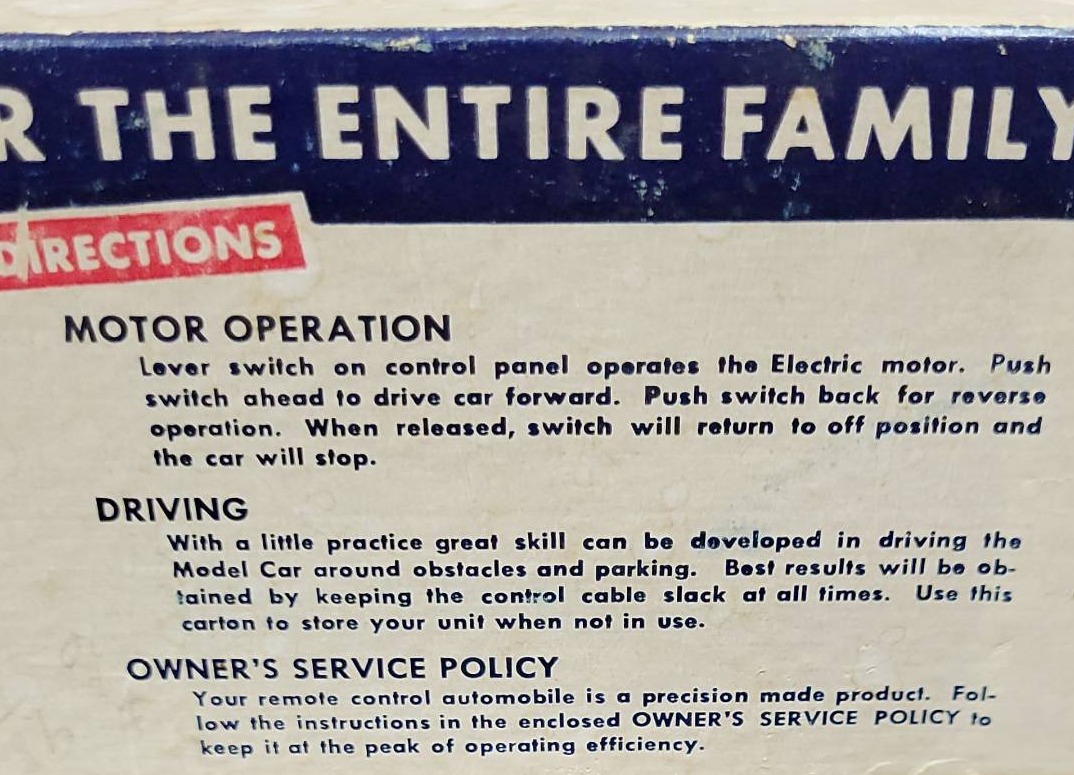 R THE ENTIRE FAMILY
DIRECTIONS
MOTOR OPERATION
Lever switch on control panel operates the Electric motor. Push
switch ahead to drive car forward. Push switch back for reverse
operation. When released, switch will return to off position and
the car will stop.
DRIVING
With a little practice great skill can be developed in driving the
Model Car around obstacles and parking. Best results will be ob-
tained by keeping the control cable slack at all times. Use this
carton to store your unit when not in use.
OWNER'S SERVICE POLICY
Your remote control automobile is a precision made product. Fol-
low the instructions in the enclosed OWNER'S SERVICE POLICY to
keep it at the peak of operating efficiency.